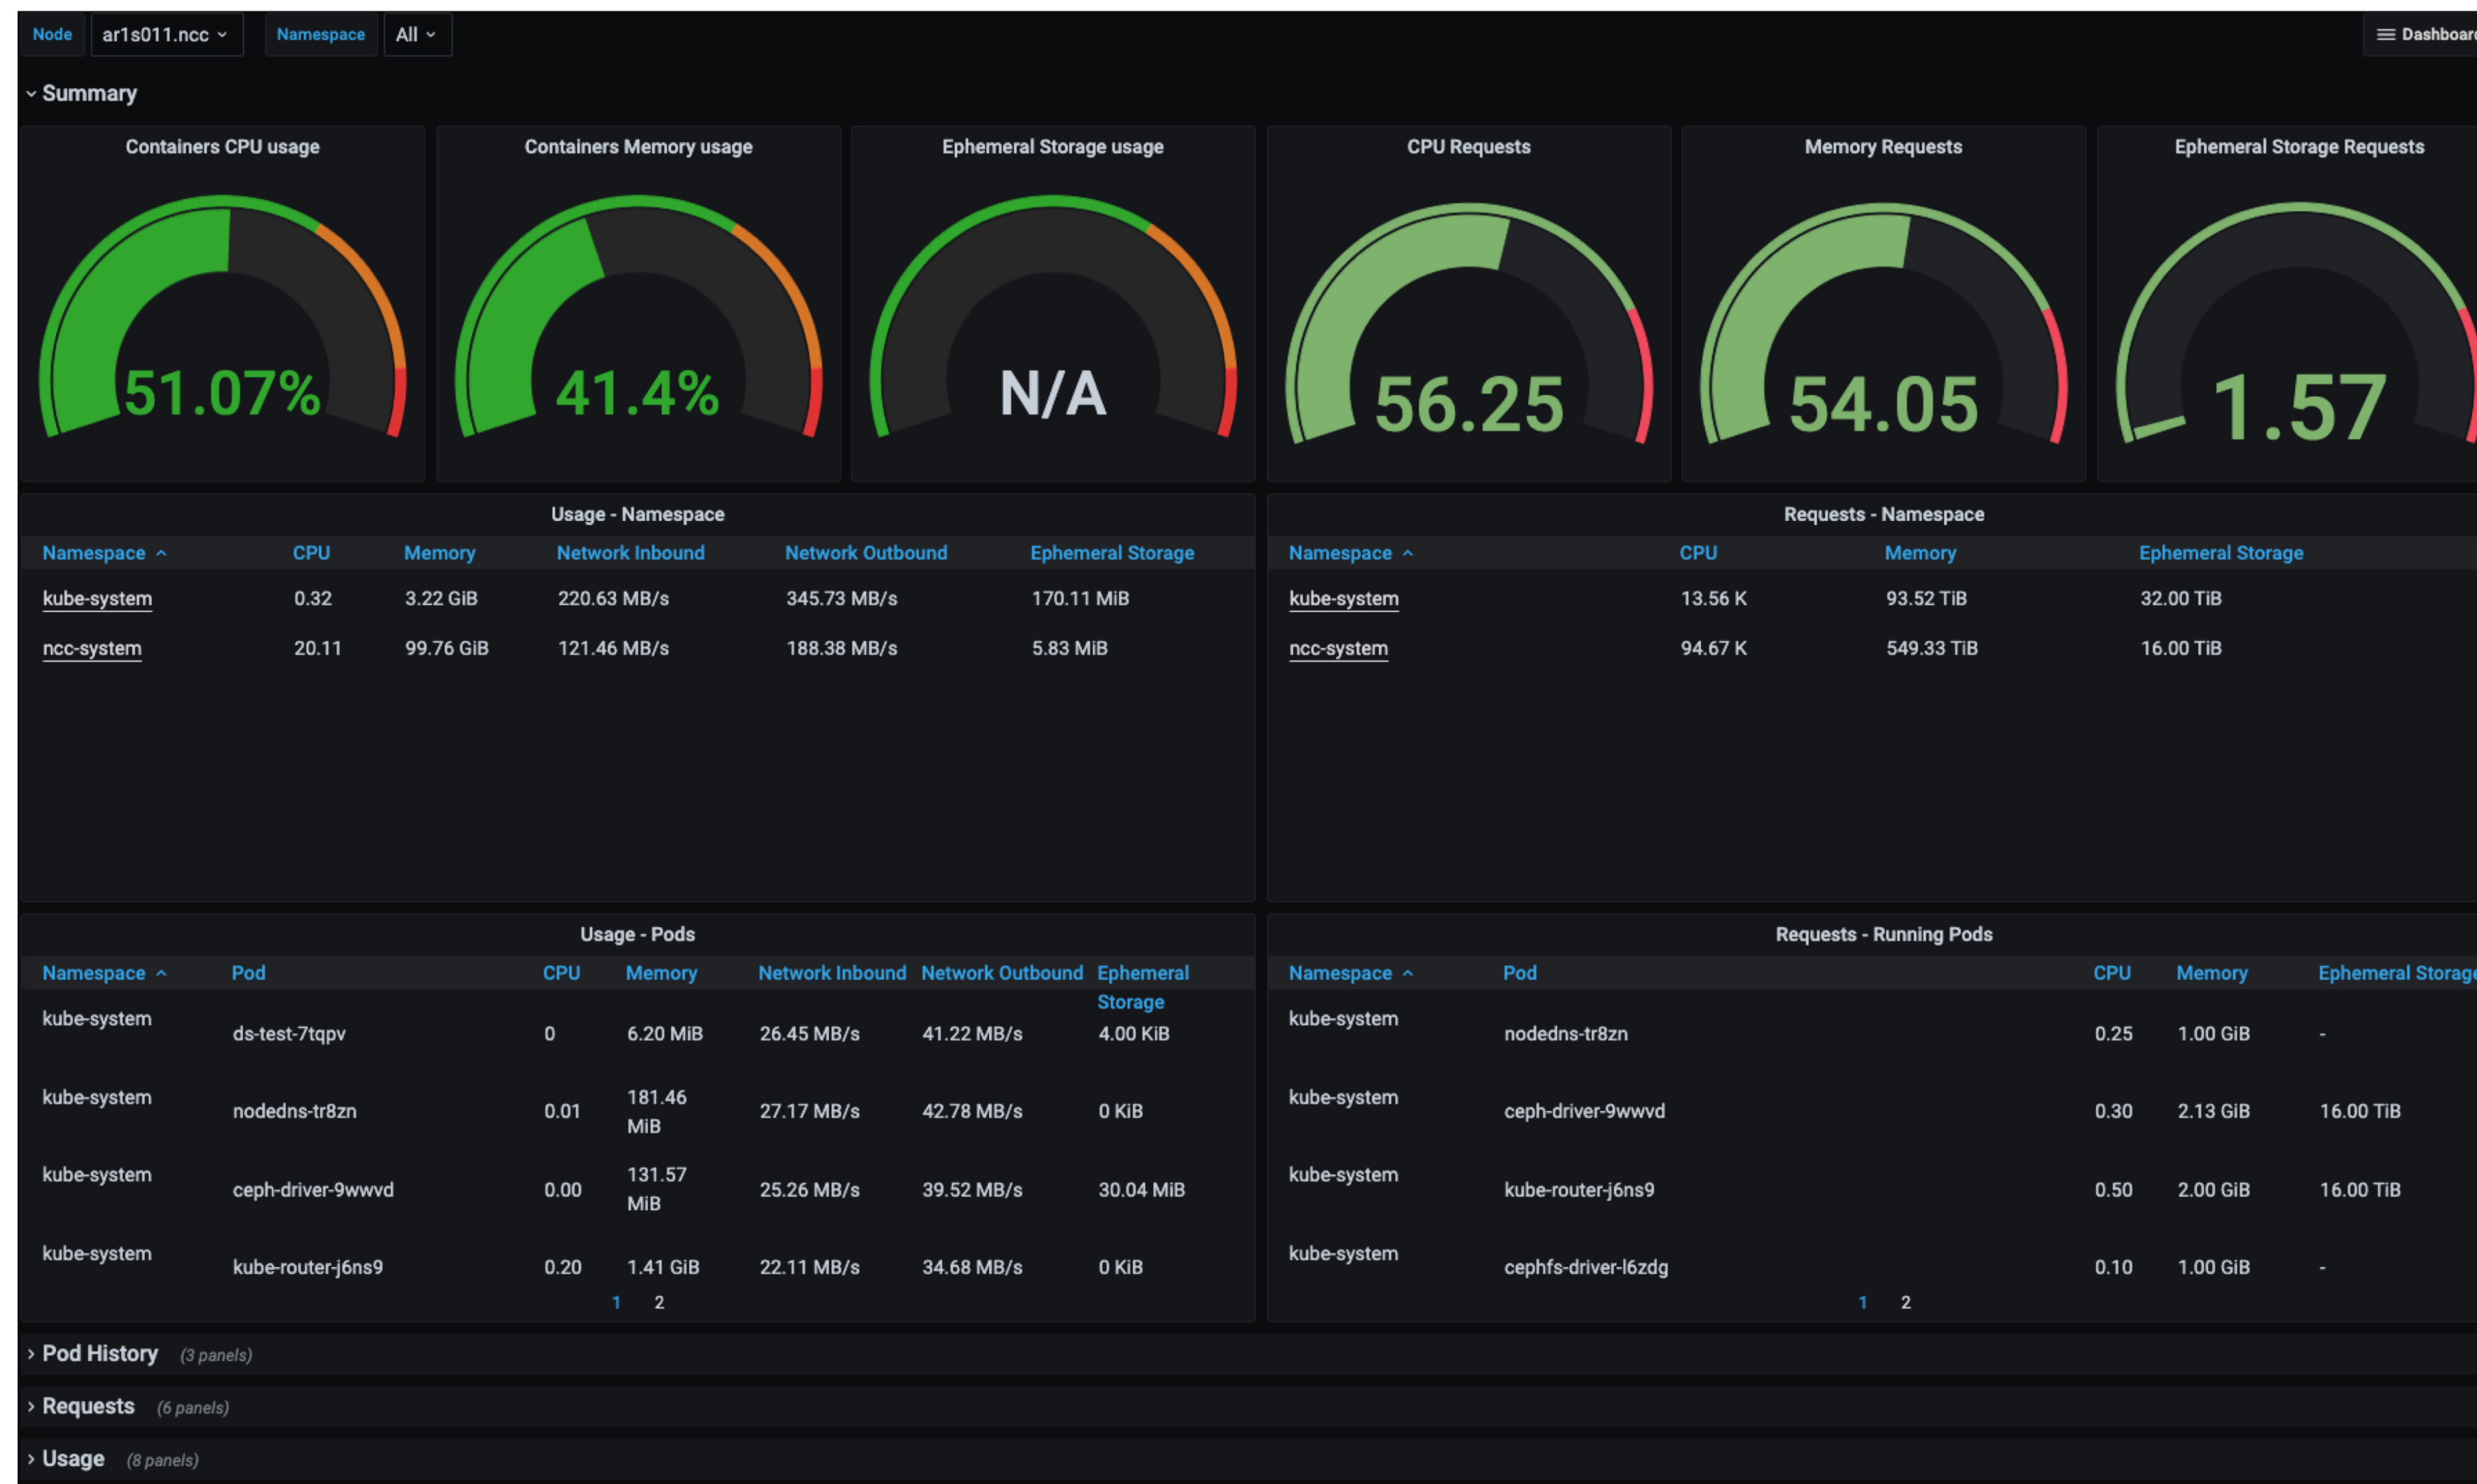 Node ar1s011.ncc Namespace All Dashboard
Summary
Containers CPU usage Containers Memory usage Ephemeral Storage usage CPU Requests Memory Requests Ephemeral Storage Requests
51.07% 41.4% N/A 56.25 54.05 1.57
Usage - Namespace
Namespace CPU Memory Network Inbound Network Outbound Ephemeral Storage
kube-system 0.32 3.22 GiB 220.63 MB/s 345.73 MB/s 170.11 MiB
ncc-system 20.11 99.76 GiB 121.46 MB/s 188.38 MB/s 5.83 MiB
Requests - Namespace
Namespace CPU Memory Ephemeral Storage
kube-system 13.56 K 93.52 TiB 32.00 TiB
ncc-system 94.67 K 549.33 TiB 16.00 TiB
Usage - Pods
Namespace Pod CPU Memory Network Inbound Network Outbound Ephemeral
Storage
kube-system ds-test-7tqpv 0 6.20 MiB 26.45 MB/s 41.22 MB/s 4.00 KiB
kube-system nodedns-tr8zn 0.01 181.46 MiB 27.17 MB/s 42.78 MB/s 0 KiB
kube-system ceph-driver-9wwvd 0.00 131.57 MiB 25.26 MB/s 39.52 MB/s 30.04 MiB
kube-system kube-router-j6ns9 0.20 1.41 GiB 22.11 MB/s 34.68 MB/s 0 KiB
1 2
Requests - Running Pods
Namespace Pod CPU Memory Ephemeral Storage
kube-system nodedns-tr8zn 0.25 1.00 GiB -
kube-system ceph-driver-9wwvd 0.30 2.13 GiB 16.00 TiB
kube-system kube-router-j6ns9 0.50 2.00 GiB 16.00 TiB
kube-system cephfs-driver-l6zdg 0.10 1.00 GiB -
1 2
Pod History (3 panels)
Requests (6 panels)
Usage (8 panels)